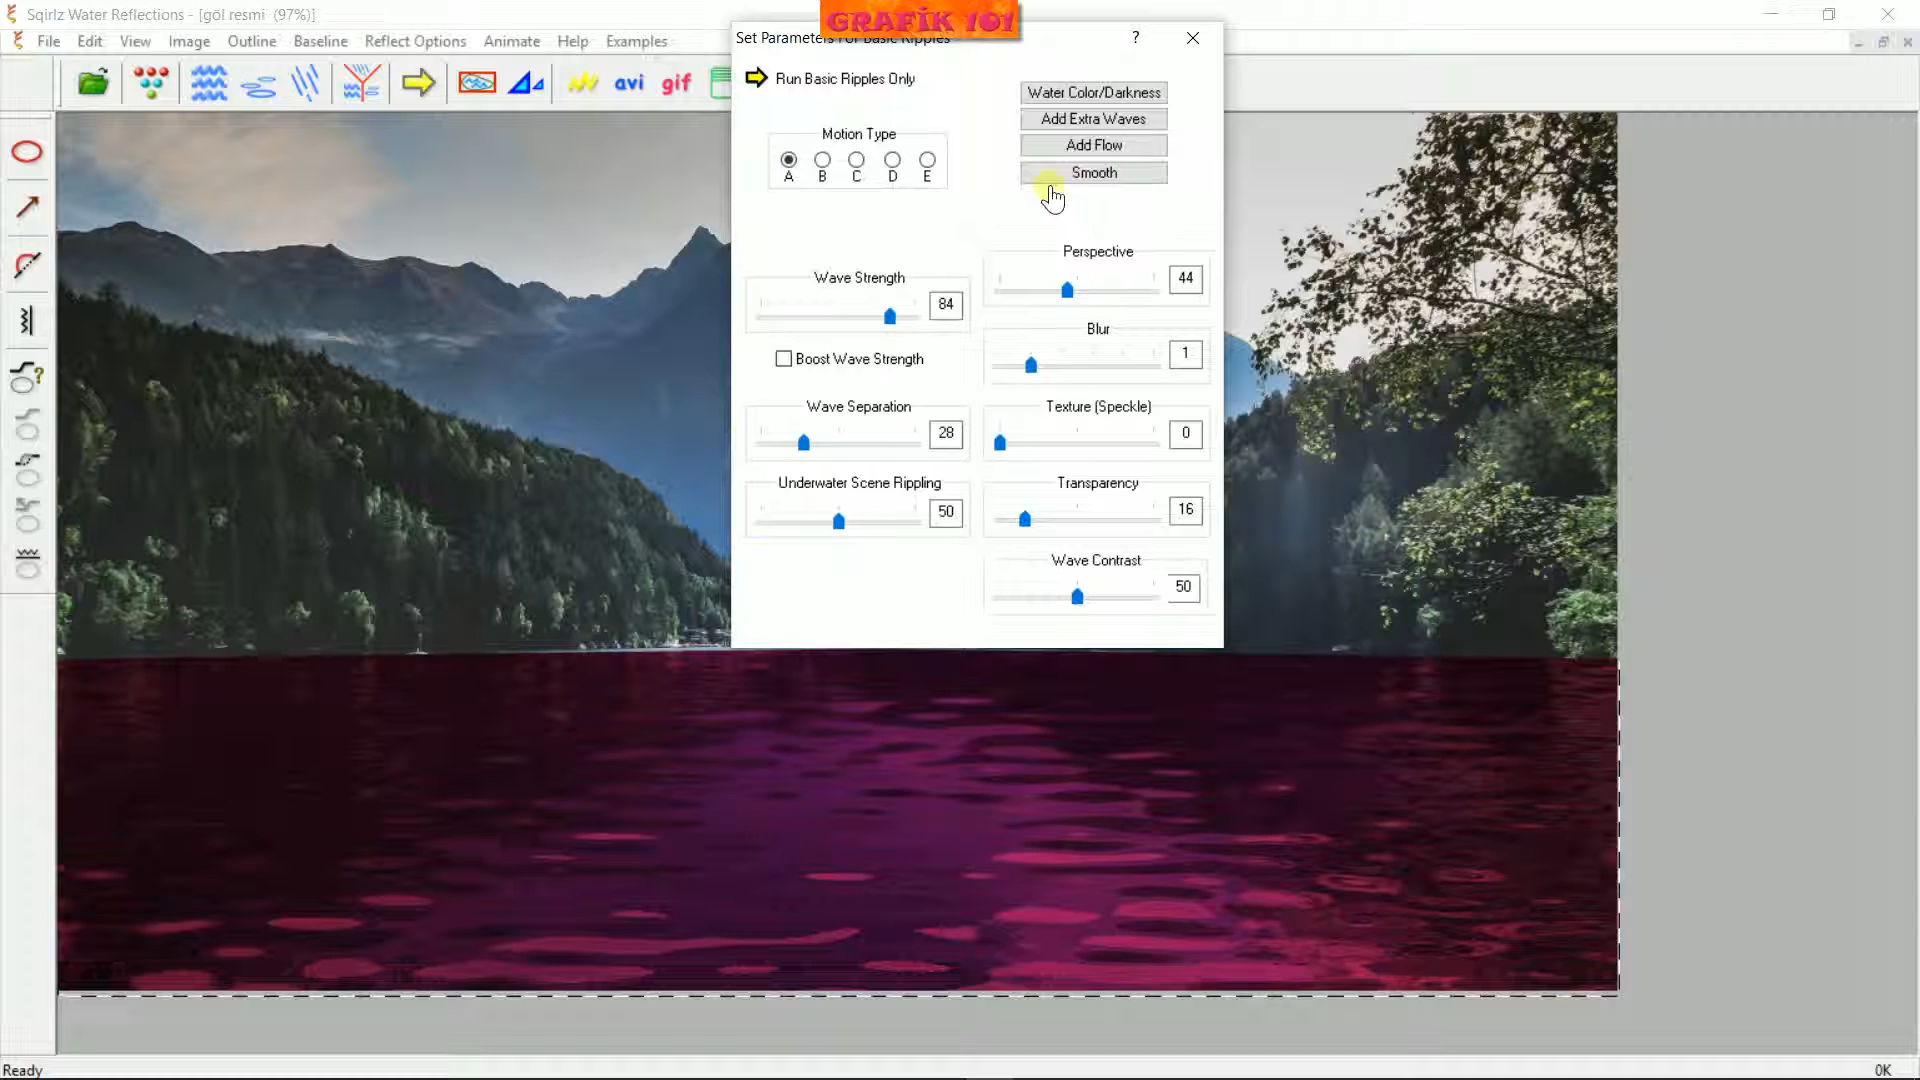 Sqirlz Water Reflections - [göl resmi (97%)]
GRAFİK 101
File Edit View Image Outline Baseline Reflect Options Animate Help Examples
avi gif
Set Parameters For Basic Ripples
?
Run Basic Ripples Only
Water Color/Darkness
Add Extra Waves
Add Flow
Smooth
Motion Type
A B C D E
Perspective
44
Wave Strength
84
Blur
1
Boost Wave Strength
Wave Separation
28
Texture (Speckle)
0
Underwater Scene Rippling
50
Transparency
16
Wave Contrast
50
?
Ready
0K